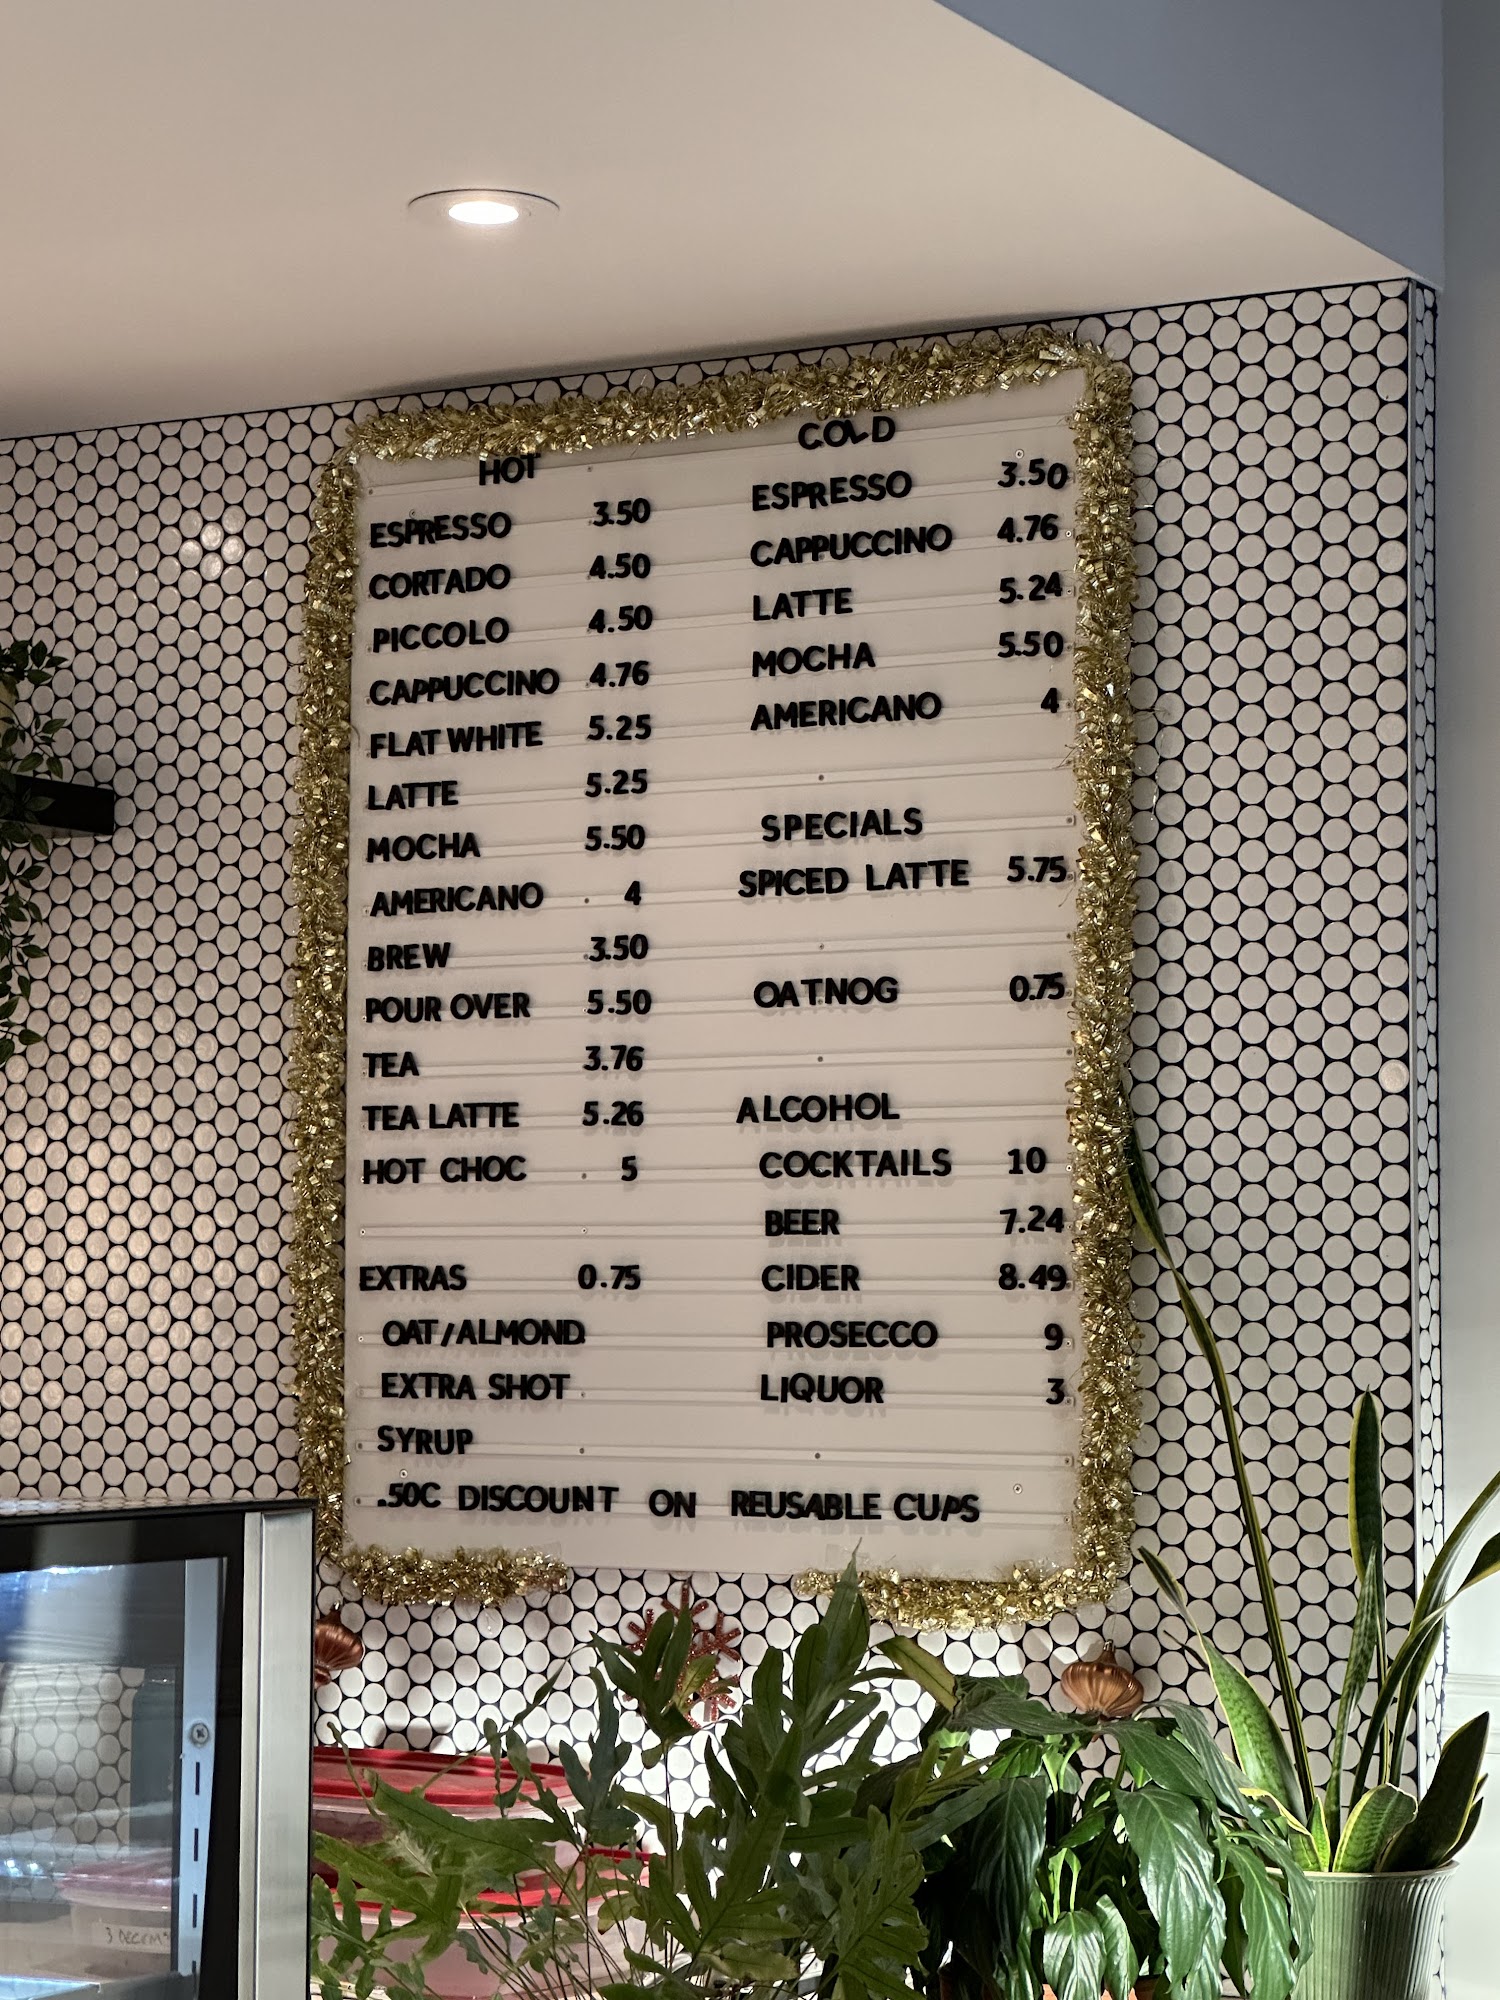 HOT
ESPRESSO 3.50
CORTADO 4.50
PICCOLO 4.50
CAPPUCCINO 4.76
FLAT WHITE 5.25
LATTE 5.25
MOCHA 5.50
AMERICANO 4
BREW 3.50
POUR OVER 5.50
TEA 3.76
TEA LATTE 5.26
HOT CHOC 5
EXTRAS 0.75
OAT/ALMOND
EXTRA SHOT
SYRUP
COLD
ESPRESSO 3.50
CAPPUCCINO 4.76
LATTE 5.24
MOCHA 5.50
AMERICANO 4
SPECIALS
SPICED LATTE 5.75
OATNOG 0.75
ALCOHOL
COCKTAILS 10
BEER 7.24
CIDER 8.49
PROSECCO 9
LIQUOR 3
.50C DISCOUNT ON REUSABLE CUPS